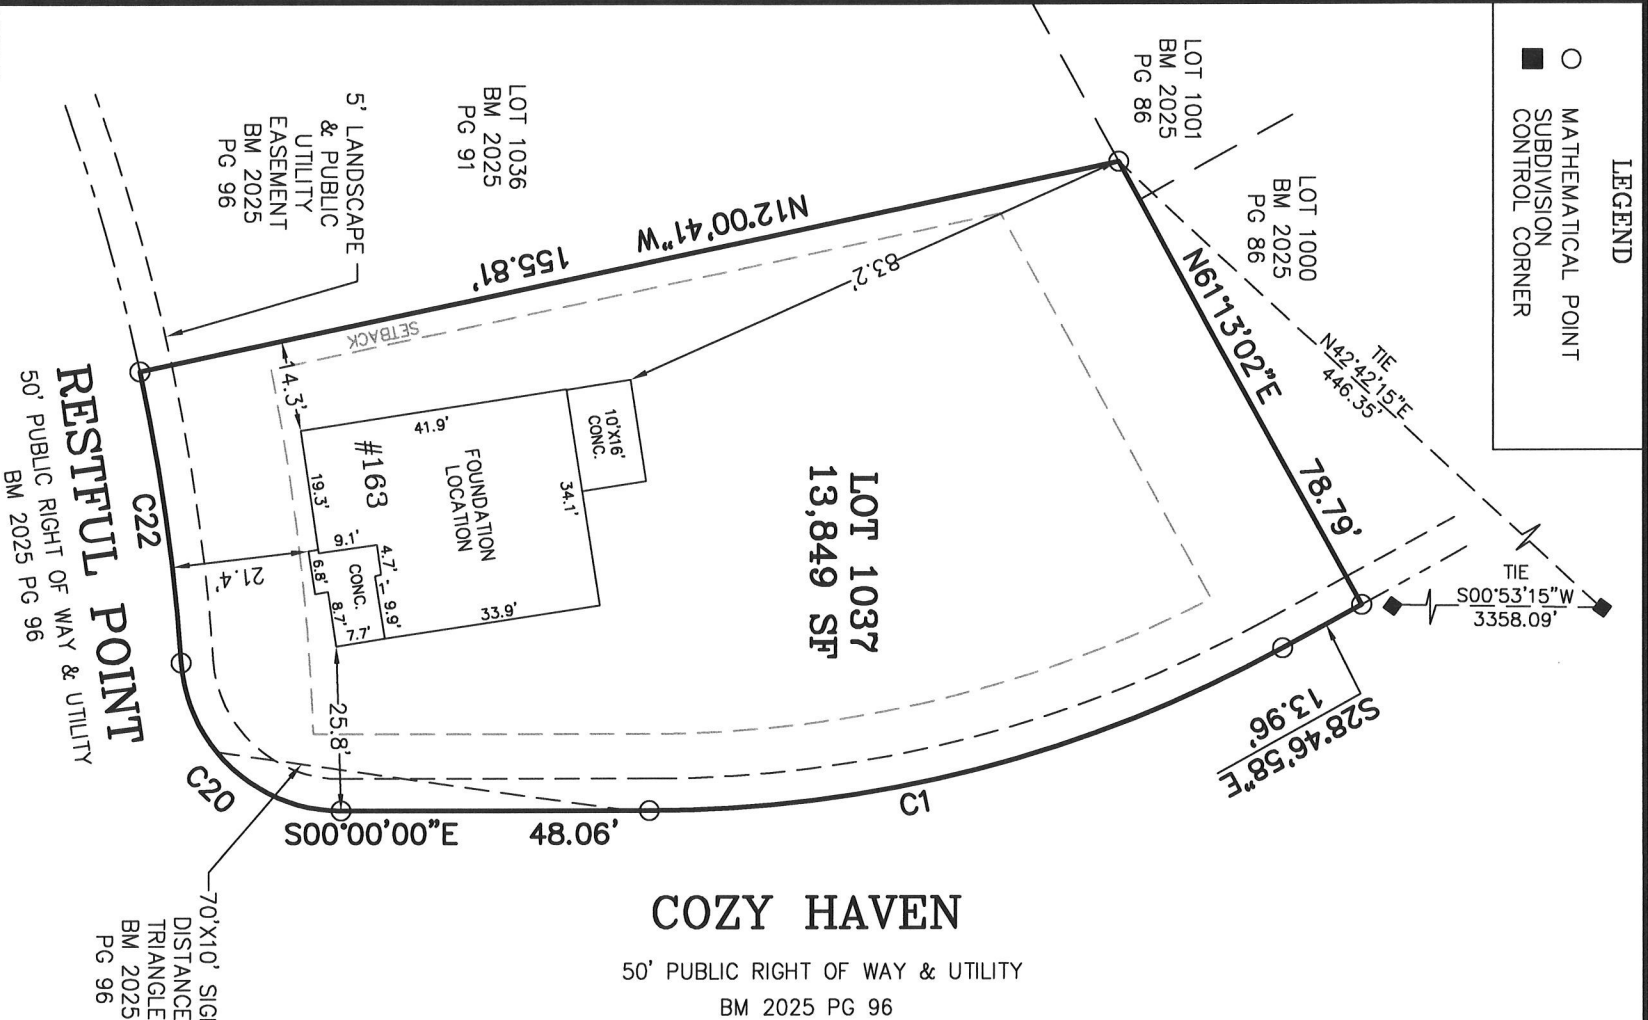 LEGEND
MATHEMATICAL POINT
SUBDIVISION
CONTROL CORNER
LOT 1001
BM 2025
PG 86
LOT 1000
BM 2025
PG 86
LOT 1036
BM 2025
PG 91
5' LANDSCAPE
& PUBLIC
UTILITY
EASEMENT
BM 2025
PG 96
N12°00'41"W
155.81'
N61°13'02"E
78.79'
TIE
N42°42'15"E
446.35'
TIE
S00°53'15"W
3358.09'
S28°46'58"E
13.96'
83.2'
SETBACK
14.3'
41.9'
10'X16'
CONC.
#163
FOUNDATION
LOCATION
34.1'
19.3'
9.1'
4.7'
9.9'
6.8'
CONC.
8.7'
7.7'
33.9'
21.4'
25.8'
LOT 1037
13,849 SF
C22
C20
C1
S00°00'00"E
48.06'
RESTFUL POINT
50' PUBLIC RIGHT OF WAY & UTILITY
BM 2025 PG 96
COZY HAVEN
50' PUBLIC RIGHT OF WAY & UTILITY
BM 2025 PG 96
70'X10'
DISTANCE
TRIANGLE
BM 2025
PG 96